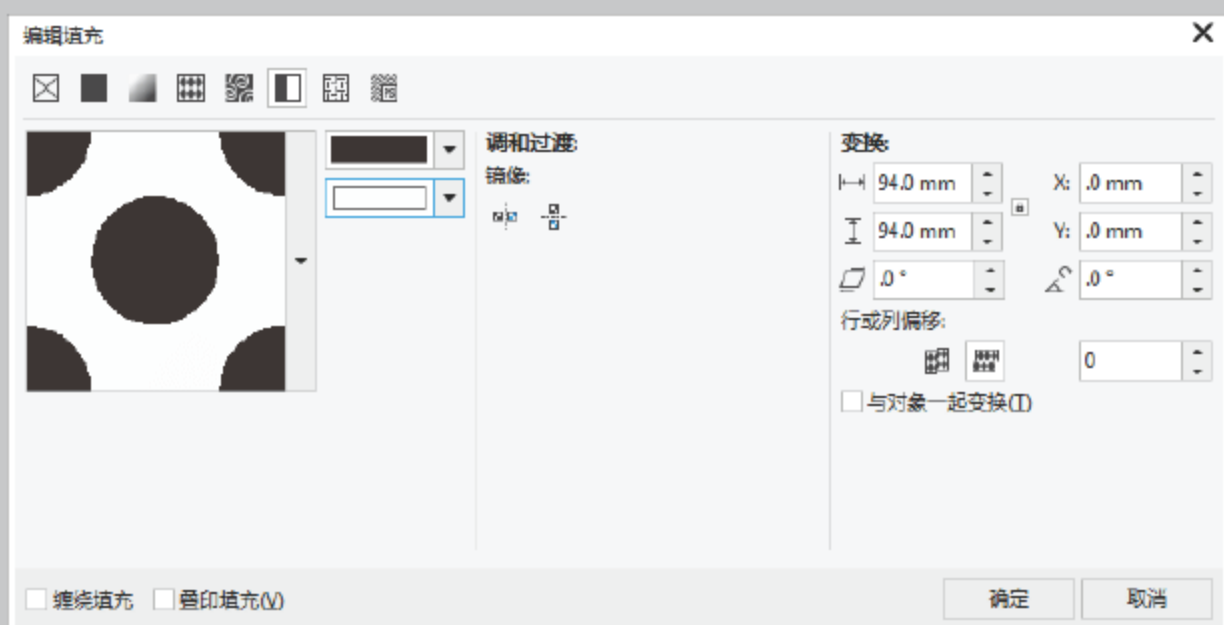 编辑填充
调和过渡:
镜像:
变换:
94.0 mm X: .0 mm
94.0 mm Y: .0 mm
.0 ° .0 °
行或列偏移:
0
与对象一起变换(T)
缠绕填充 叠印填充(V) 确定 取消